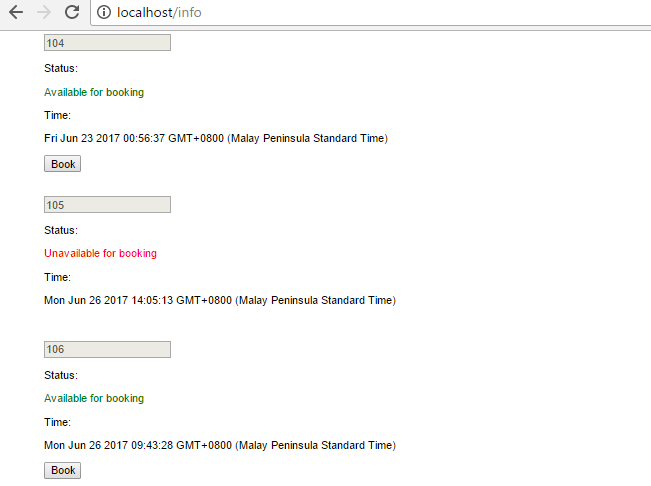 localhost/info
104
Status:
Available for booking
Time:
Fri Jun 23 2017 00:56:37 GMT+0800 (Malay Peninsula Standard Time)
Book
105
Status:
Unavailable for booking
Time:
Mon Jun 26 2017 14:05:13 GMT+0800 (Malay Peninsula Standard Time)
106
Status:
Available for booking
Time:
Mon Jun 26 2017 09:43:28 GMT+0800 (Malay Peninsula Standard Time)
Book